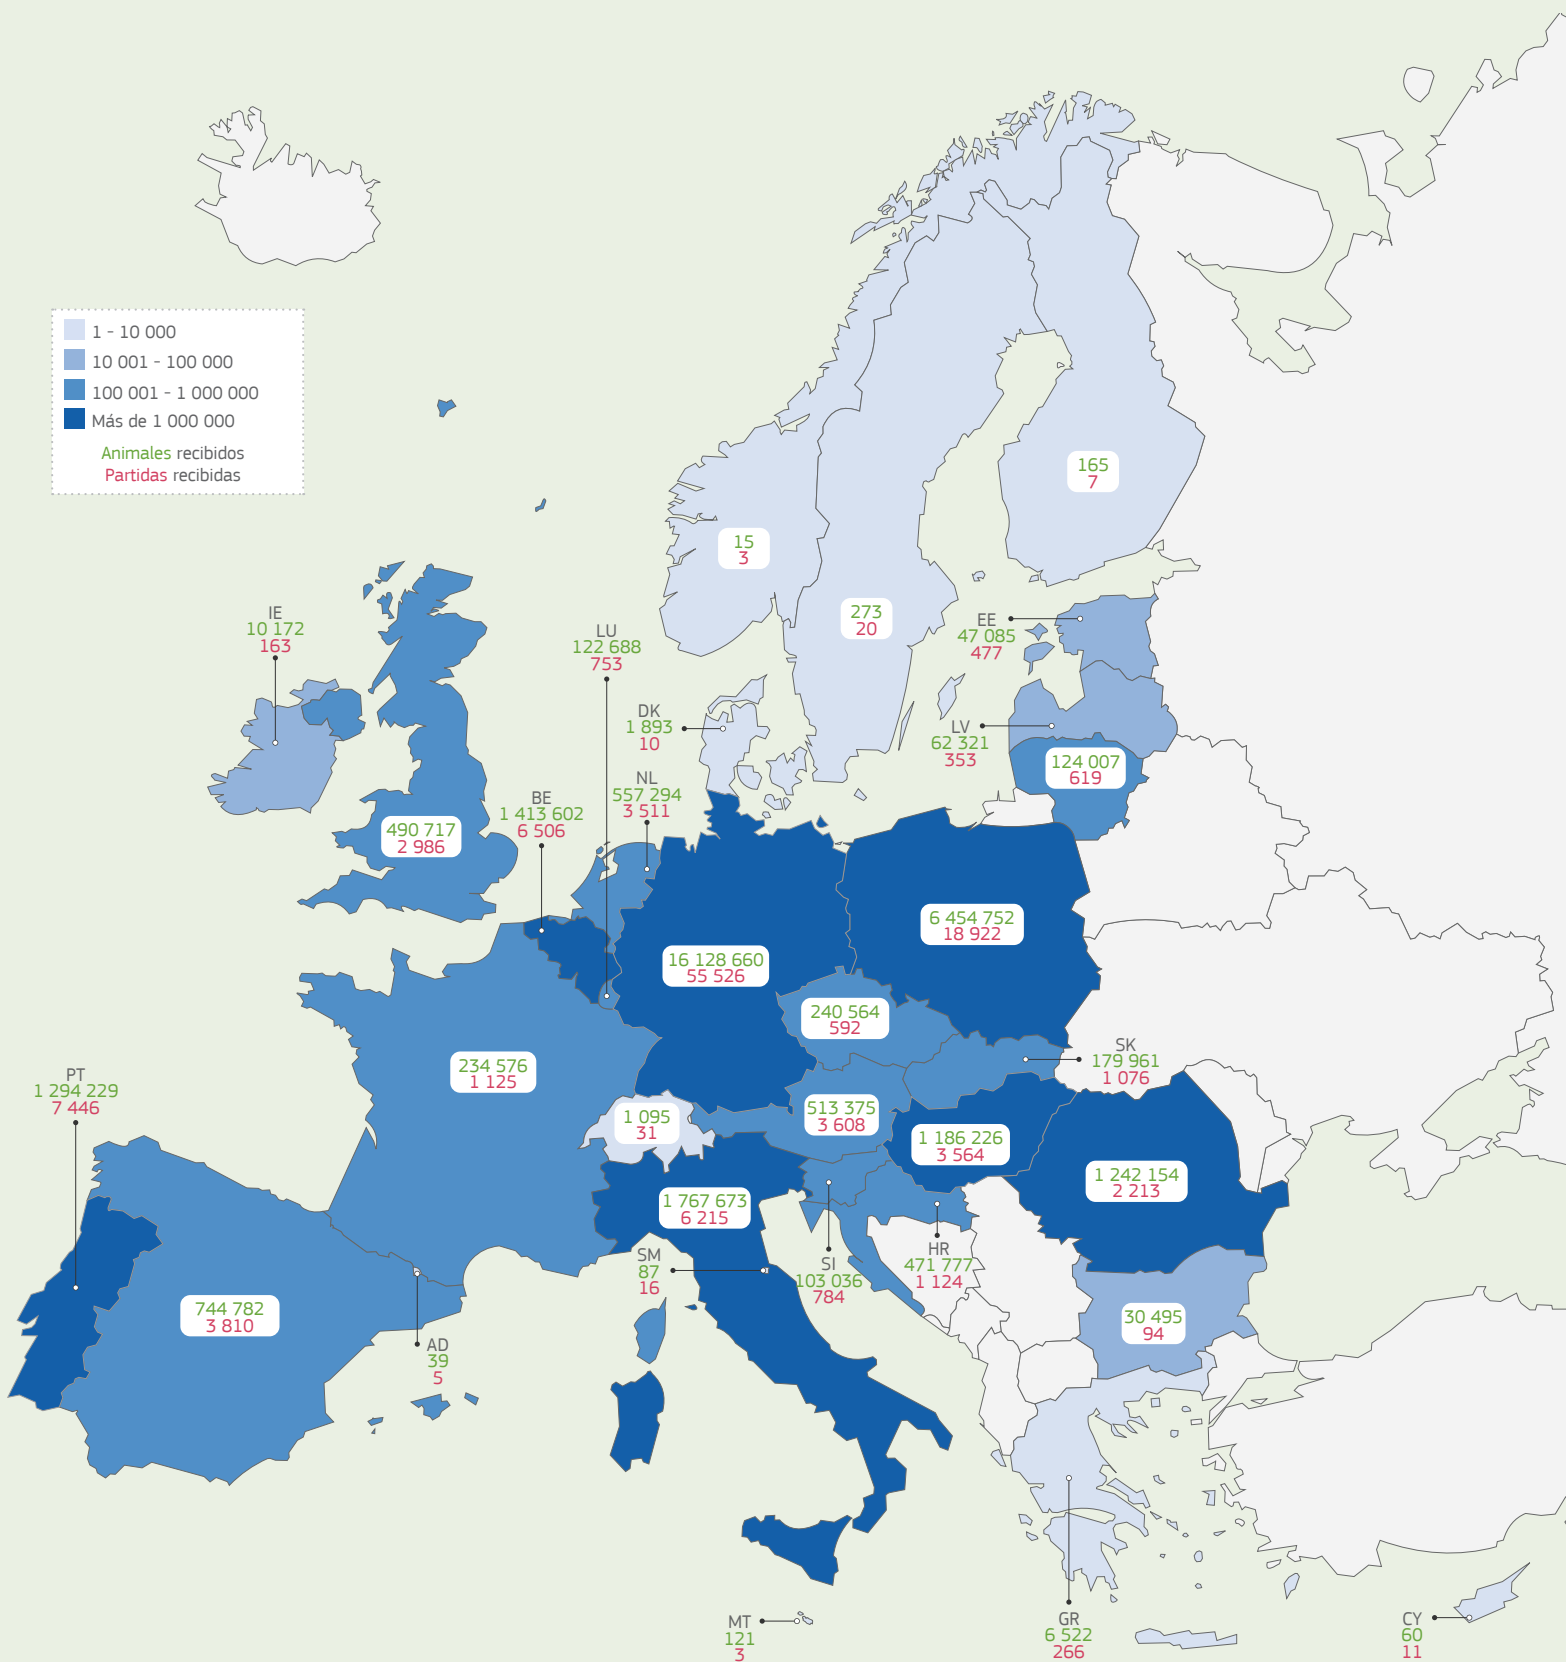 1 - 10 000
10 001 - 100 000
100 001 - 1 000 000
Más de 1 000 000
Animales recibidos
Partidas recibidas
165
7
15
3
273
20
IE
10 172
163
LU
122 688
753
EE
47 085
477
DK
1 893
10
LV
62 321
353
124 007
619
NL
557 294
3 511
BE
1 413 602
6 506
490 717
2 986
6 454 752
18 922
16 128 660
55 526
240 564
592
SK
179 961
1 076
234 576
1 125
PT
1 294 229
7 446
1 095
31
513 375
3 608
1 186 226
3 564
1 242 154
2 213
1 767 673
6 215
SM
87
16
SI
103 036
784
HR
471 777
1 124
744 782
3 810
30 495
94
AD
39
5
MT
121
3
GR
6 522
266
CY
60
11